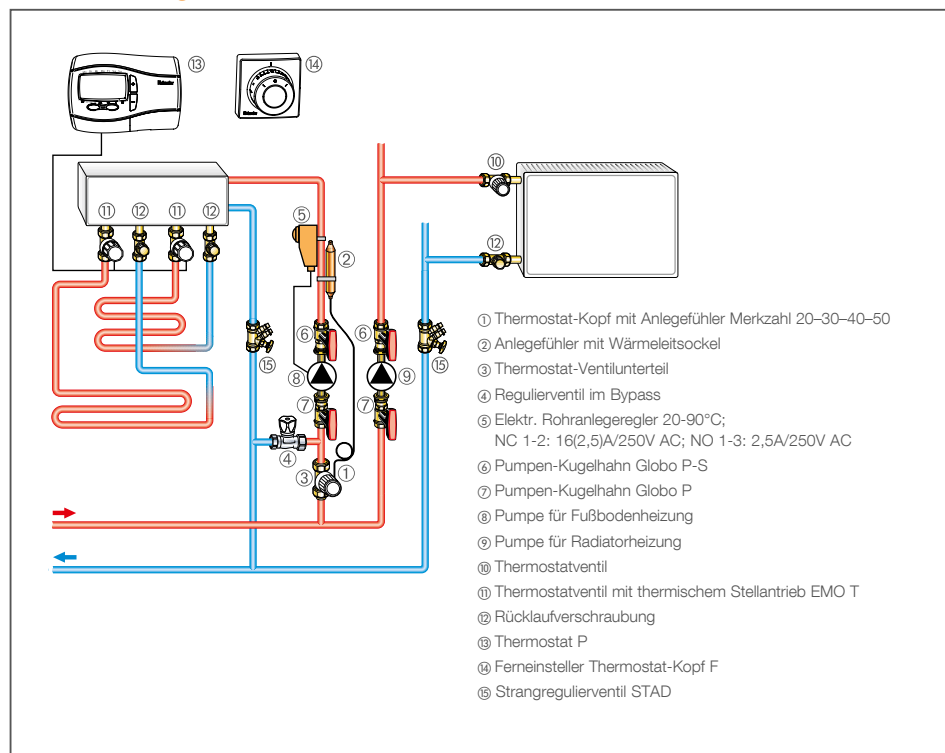 ⑬
⑭
⑩
⑪ ⑫ ⑪ ⑫
⑤
②
⑫
⑥ ⑥
⑮ ⑮
⑧ ⑨
⑦ ⑦
④
③ ①
① Thermostat-Kopf mit Anlegefühler Merkzahl 20–30–40–50
② Anlegefühler mit Wärmeleitsockel
③ Thermostat-Ventilunterteil
④ Regulierventil im Bypass
⑤ Elektr. Rohranlegeregler 20-90°C;
NC 1-2: 16(2,5)A/250V AC; NO 1-3: 2,5A/250V AC
⑥ Pumpen-Kugelhahn Globo P-S
⑦ Pumpen-Kugelhahn Globo P
⑧ Pumpe für Fußbodenheizung
⑨ Pumpe für Radiatorheizung
⑩ Thermostatventil
⑪ Thermostatventil mit thermischem Stellantrieb EMO T
⑫ Rücklaufverschraubung
⑬ Thermostat P
⑭ Ferneinsteller Thermostat-Kopf F
⑮ Strangregulierventil STAD